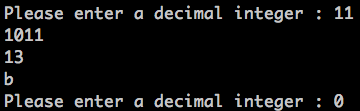 Please enter a decimal integer : 11
1011
13
b
Please enter a decimal integer : 0